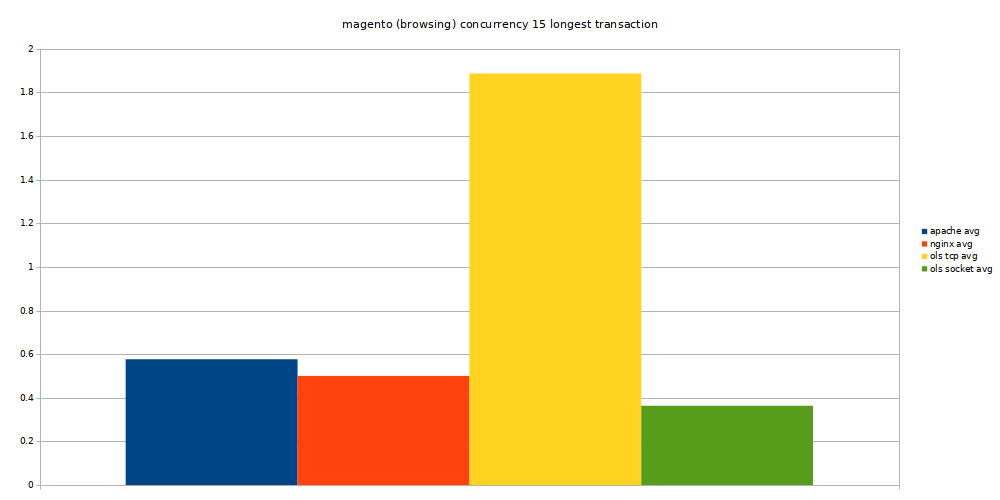 magento (browsing) concurrency 15 longest transaction
2
1.8
1.6
1.4
1.2
1
0.8
0.6
0.4
0.2
0
apache avg
nginx avg
ols tcp avg
ols socket avg